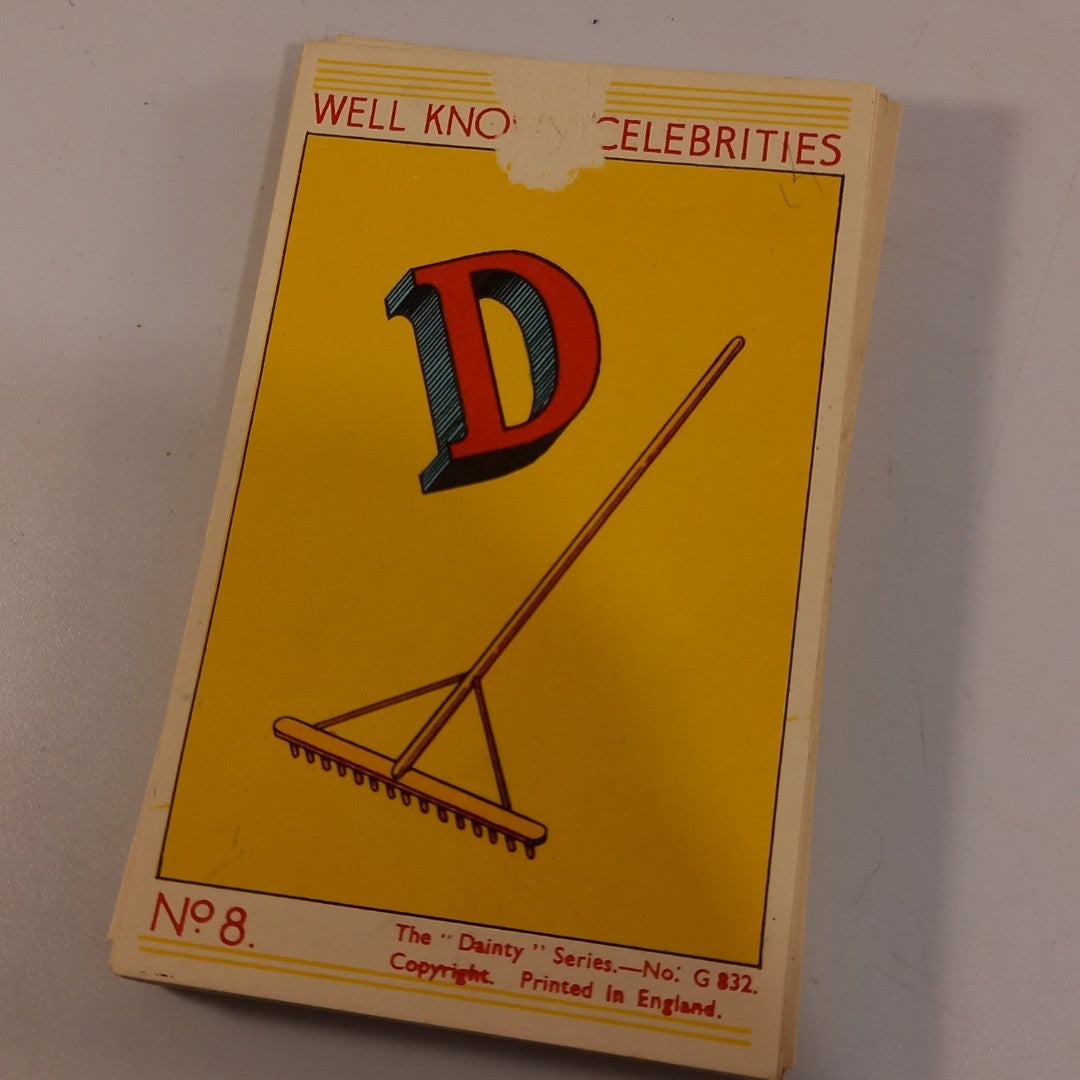 WELL KNO CELEBRITIES
D
Nº 8.
The "Dainty" Series.—No. G 832.
Copyright. Printed in England.